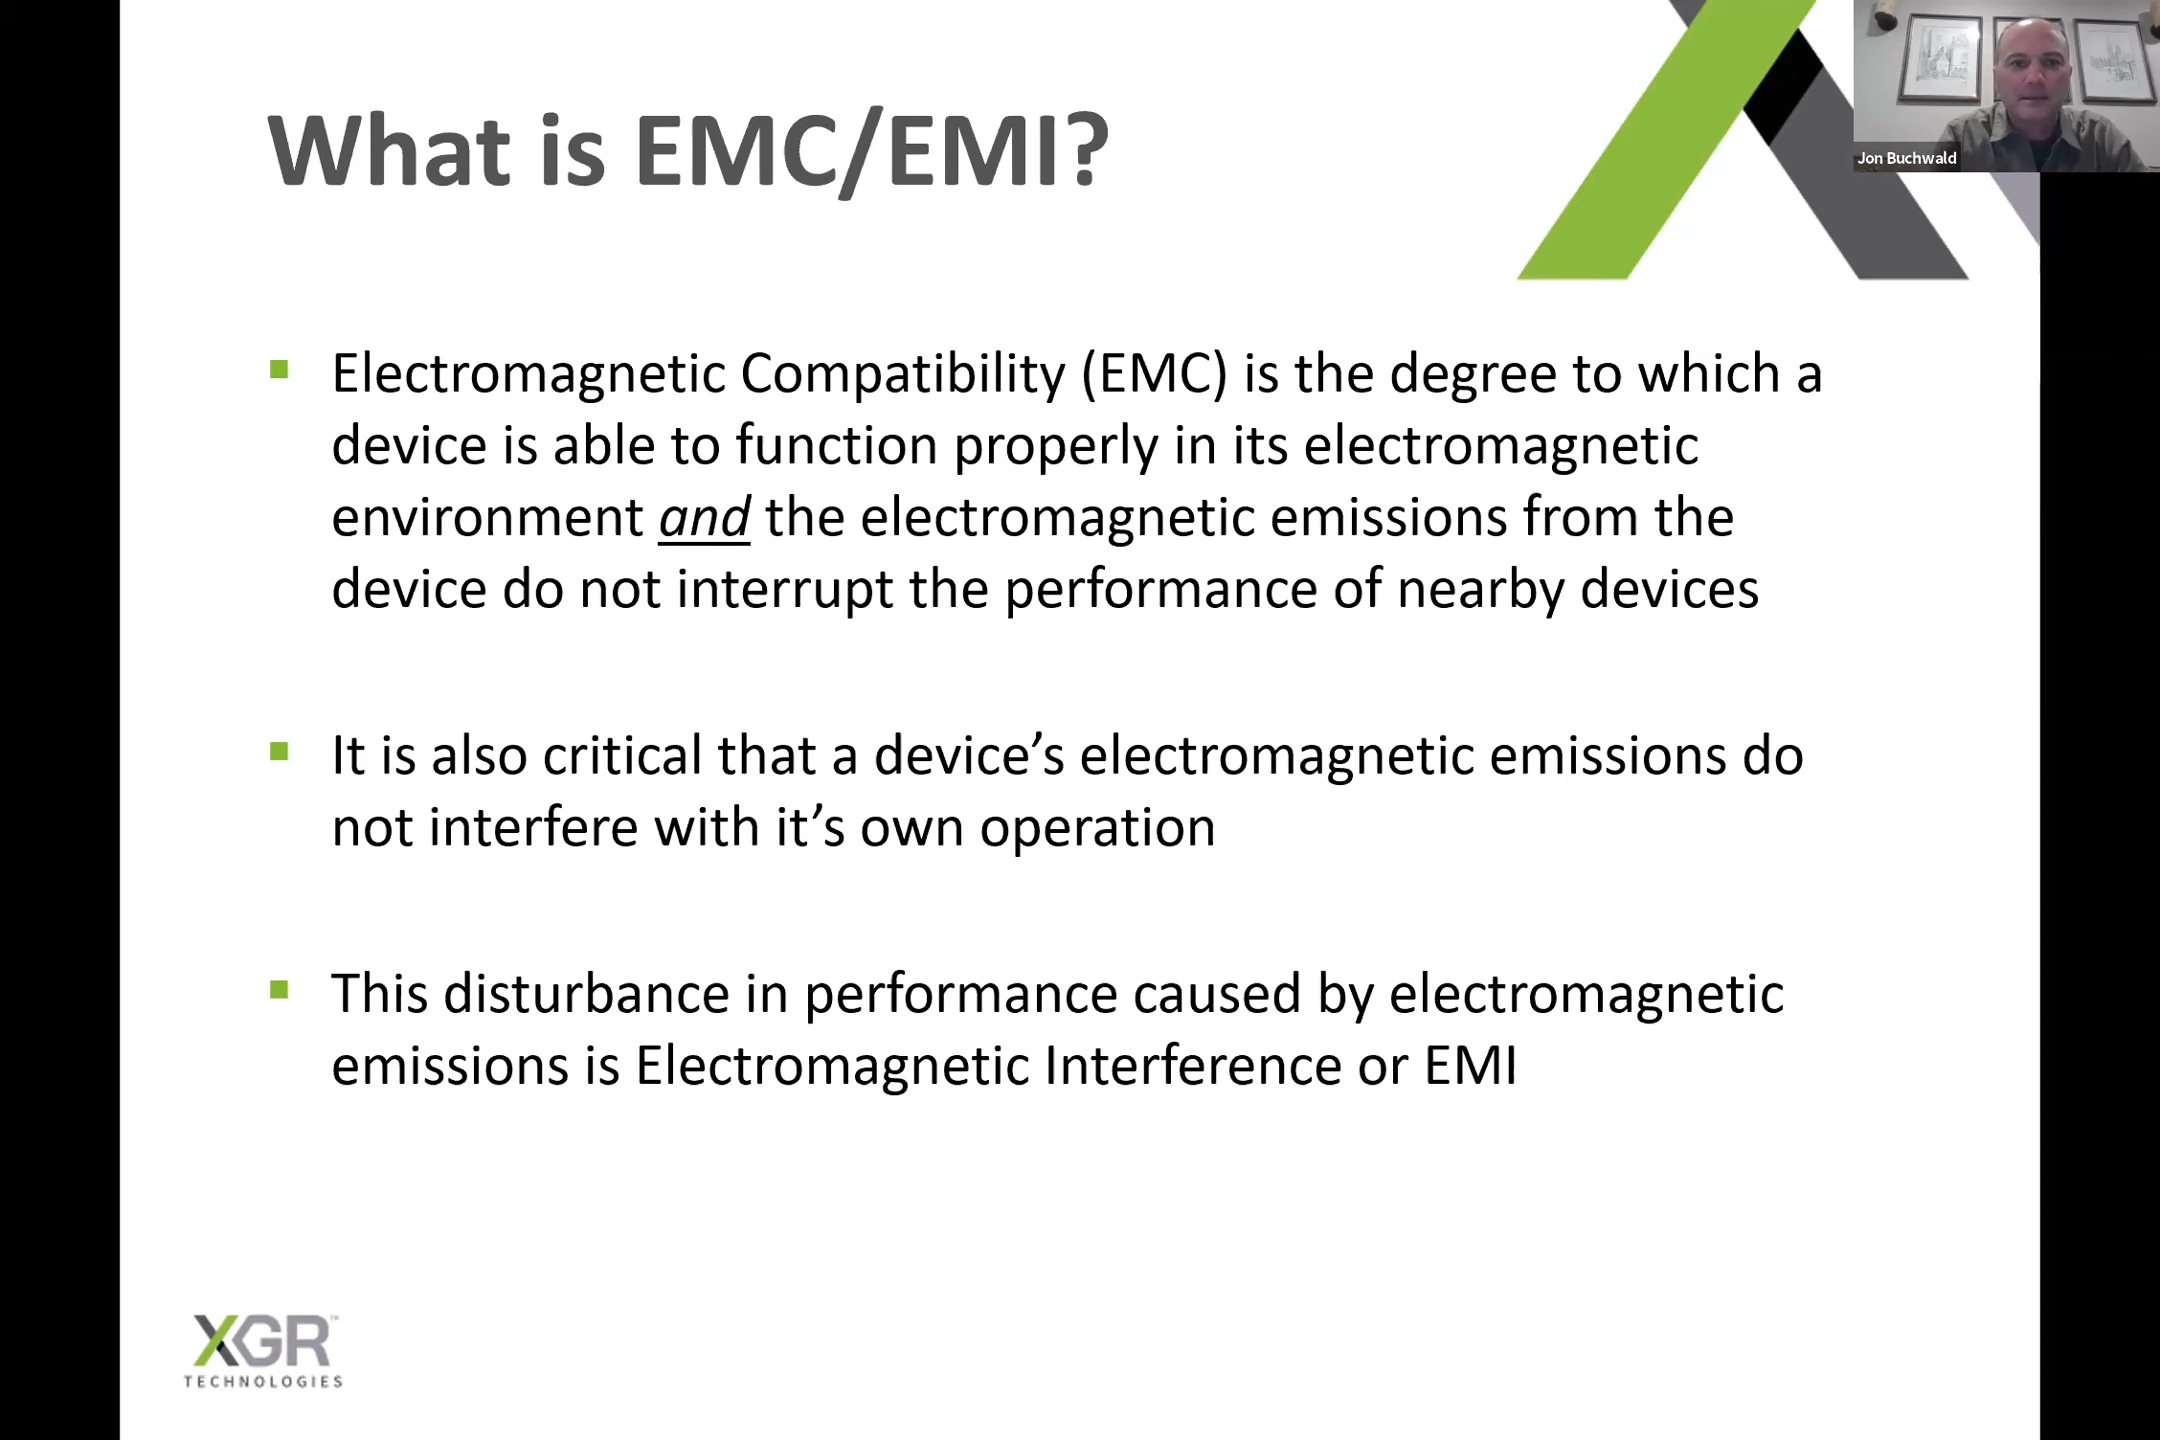 What is EMC/EMI?
Jon Buchwald
▪ Electromagnetic Compatibility (EMC) is the degree to which a
device is able to function properly in its electromagnetic
environment and the electromagnetic emissions from the
device do not interrupt the performance of nearby devices
▪ It is also critical that a device’s electromagnetic emissions do
not interfere with it’s own operation
▪ This disturbance in performance caused by electromagnetic
emissions is Electromagnetic Interference or EMI
XGR™
TECHNOLOGIES